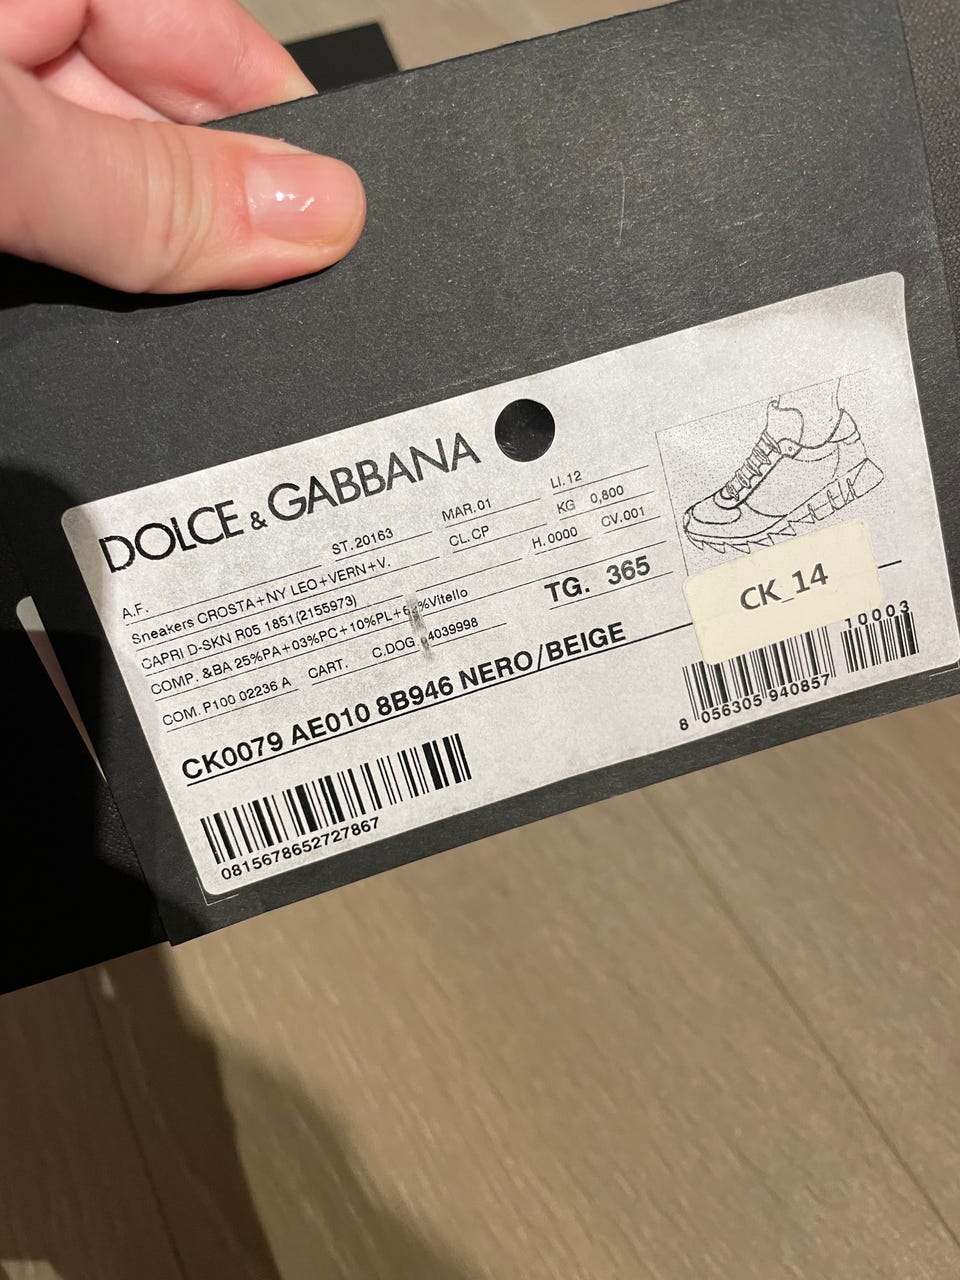 DOLCE & GABBANA
A.F. ST. 20163 MAR.01 LI. 12
Sneakers CROSTA+NY LEO+VERN+V. CL. CP KG 0,800
CAPRI D-SKN R05 1851(2155973) H. 0000 CV. 001
COMP. &BA 25%PA+03%PC+10%PL+6 %Vitello
COM. P100 02236 A CART. C.DOG 4039998
TG. 365
CK0079 AE010 8B946 NERO/BEIGE
CK_14
0815678652727867
8 056305 940857
10003